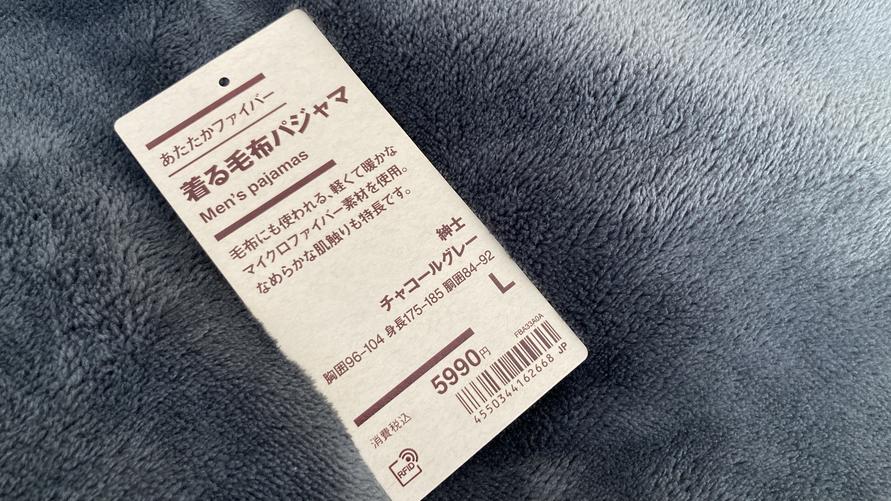 あたたかファイバー
着る毛布パジャマ
Men's pajamas
毛布にも使われる、軽くて暖かな
マイクロファイバー素材を使用。
なめらかな肌触りも特長です。
紳士
チャコールグレー
胸囲96–104 身長175–185 胴囲84–92
L
FBA33A0A
5990円
4550344162668 JP
消費税込
RFID